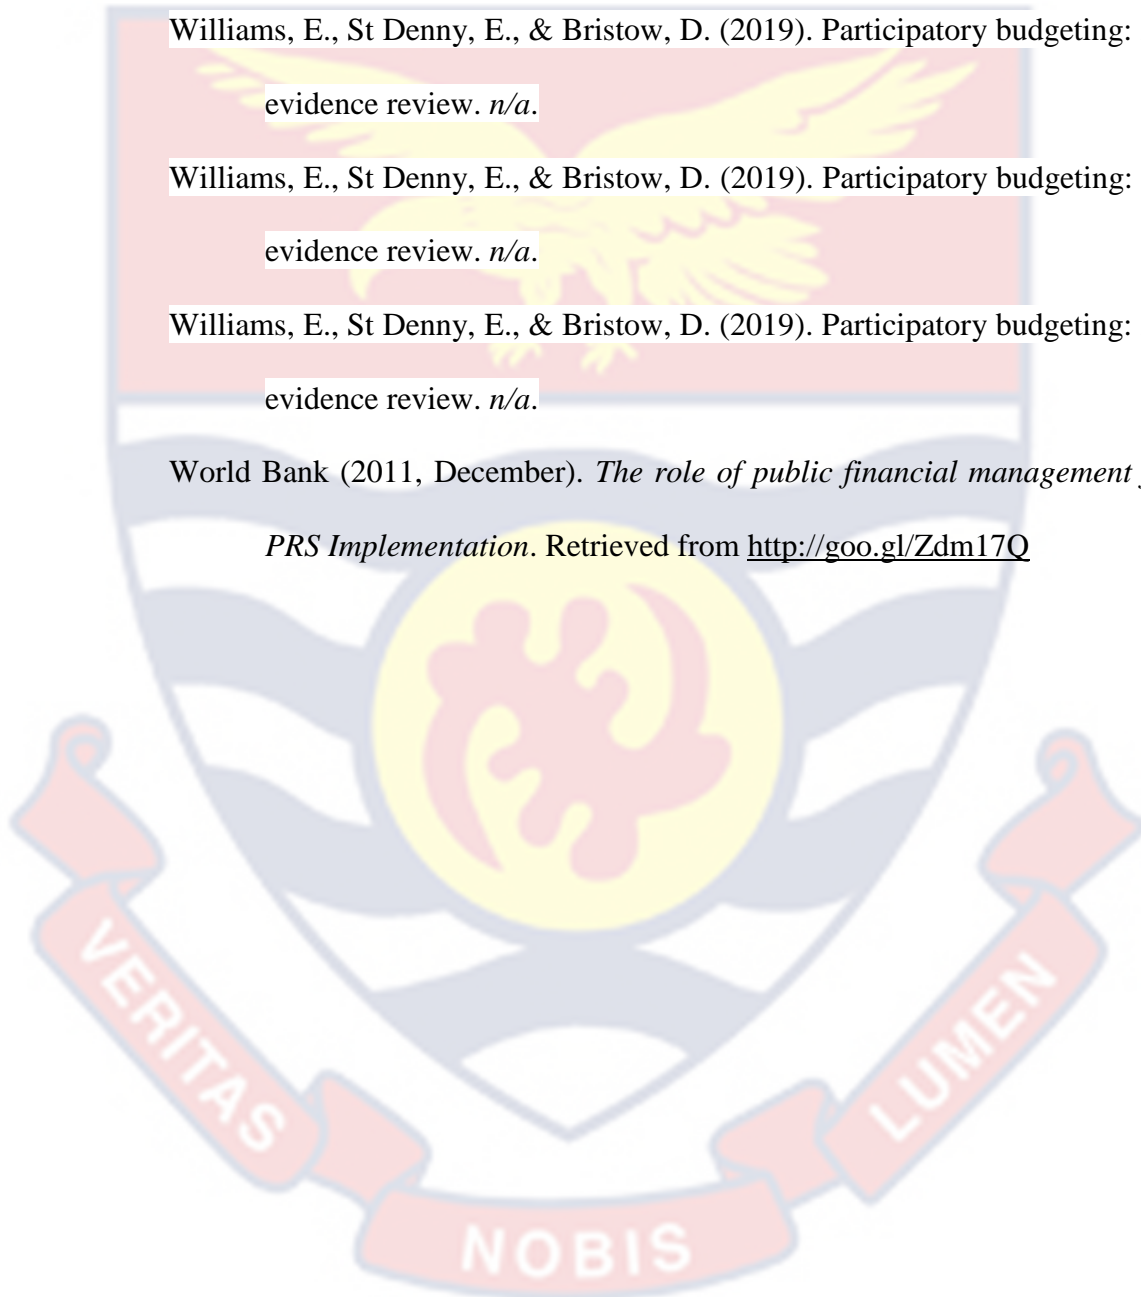 Williams, E., St Denny, E., & Bristow, D. (2019). Participatory budgeting:
evidence review. n/a.
Williams, E., St Denny, E., & Bristow, D. (2019). Participatory budgeting:
evidence review. n/a.
Williams, E., St Denny, E., & Bristow, D. (2019). Participatory budgeting:
evidence review. n/a.
World Bank (2011, December). The role of public financial management
PRS Implementation. Retrieved from http://goo.gl/Zdm17Q
VERITAS
NOBIS
LUMEN